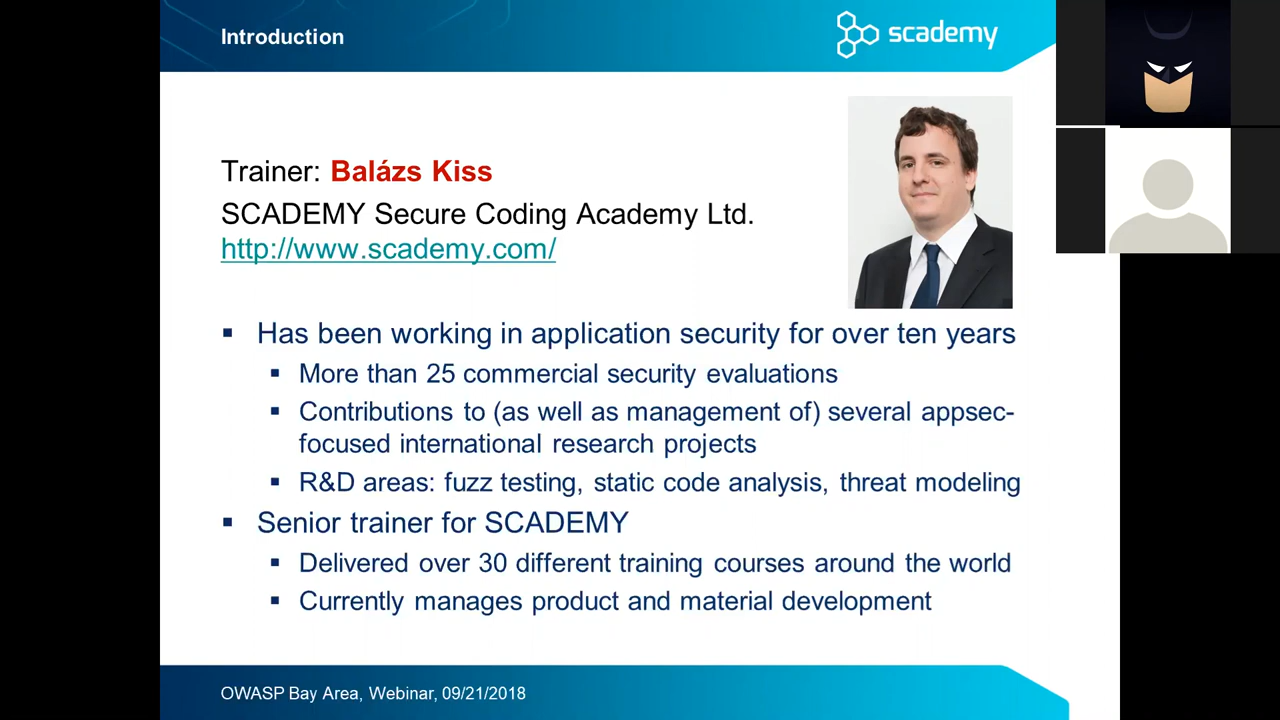 Introduction
scademy
Trainer: Balázs Kiss
SCADEMY Secure Coding Academy Ltd.
http://www.scademy.com/
▪ Has been working in application security for over ten years
▪ More than 25 commercial security evaluations
▪ Contributions to (as well as management of) several appsec-
focused international research projects
▪ R&D areas: fuzz testing, static code analysis, threat modeling
▪ Senior trainer for SCADEMY
▪ Delivered over 30 different training courses around the world
▪ Currently manages product and material development
OWASP Bay Area, Webinar, 09/21/2018